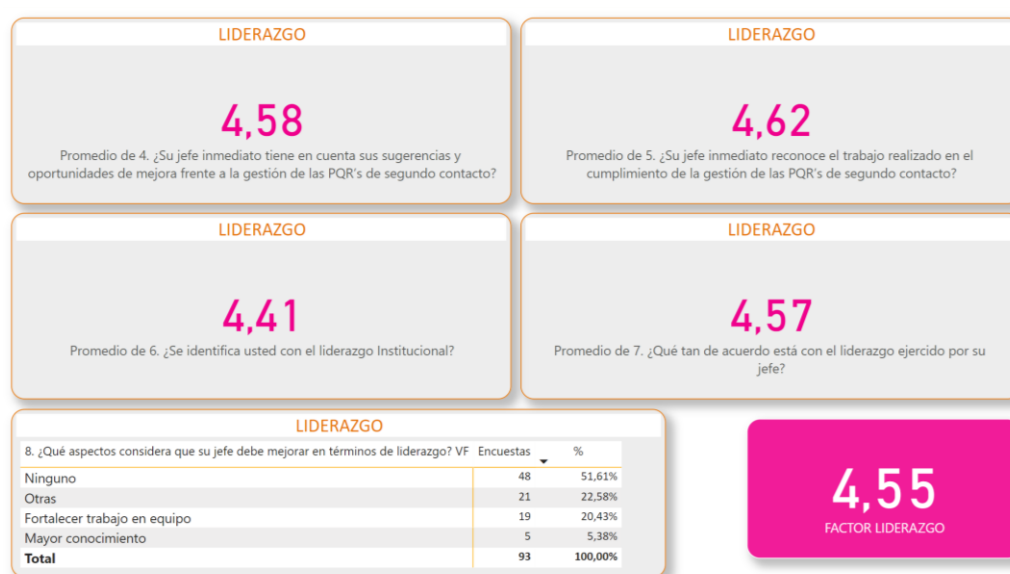 LIDERAZGO
4,58
Promedio de 4. ¿Su jefe inmediato tiene en cuenta sus sugerencias y
oportunidades de mejora frente a la gestión de las PQR's de segundo contacto?
LIDERAZGO
4,62
Promedio de 5. ¿Su jefe inmediato reconoce el trabajo realizado en el
cumplimiento de la gestión de las PQR's de segundo contacto?
LIDERAZGO
4,41
Promedio de 6. ¿Se identifica usted con el liderazgo Institucional?
LIDERAZGO
4,57
Promedio de 7. ¿Qué tan de acuerdo está con el liderazgo ejercido por su
jefe?
LIDERAZGO
8. ¿Qué aspectos considera que su jefe debe mejorar en términos de liderazgo? VF Encuestas %
Ninguno 48 51,61%
Otras 21 22,58%
Fortalecer trabajo en equipo 19 20,43%
Mayor conocimiento 5 5,38%
Total 93 100,00%
4,55
FACTOR LIDERAZGO